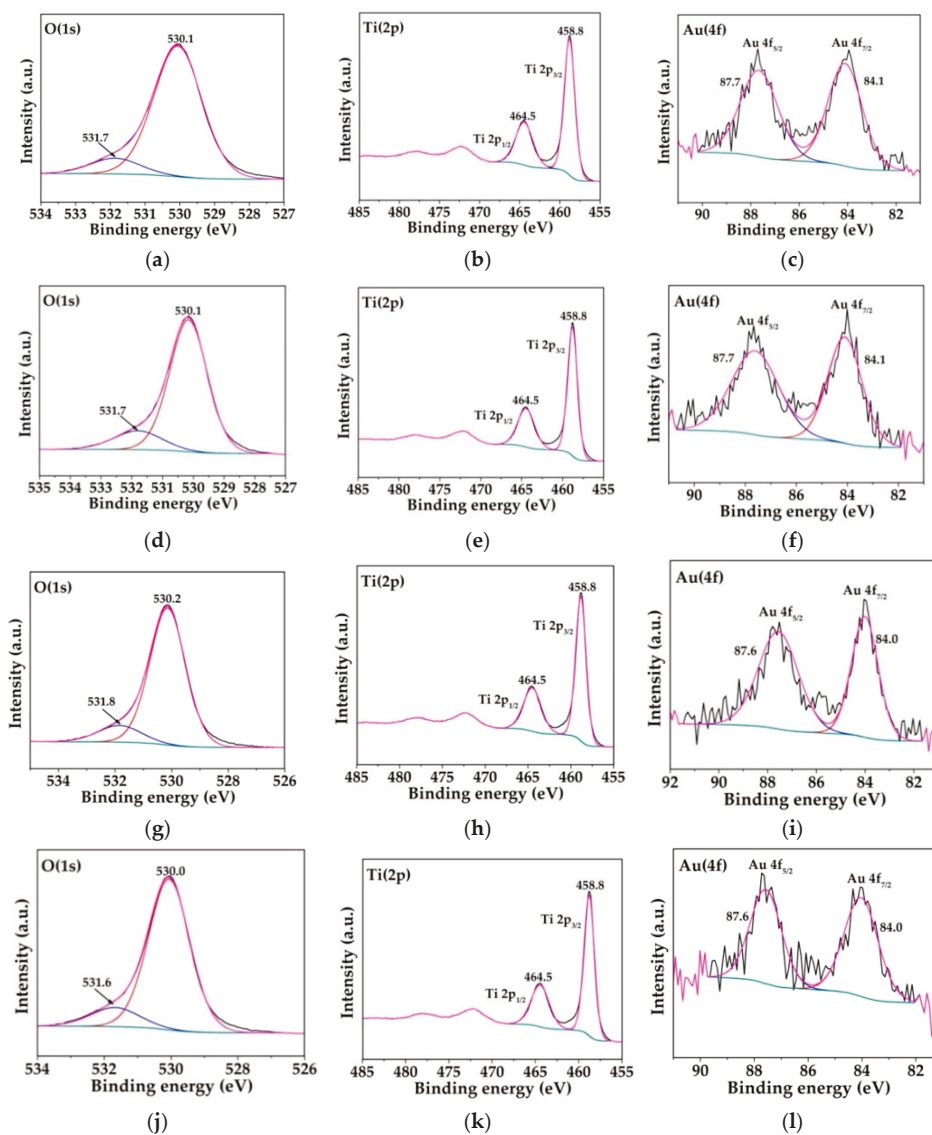 O(1s)
530.1
531.7
Intensity (a.u.)
534 533 532 531 530 529 528 527
Binding energy (eV)
(a)
Ti(2p)
458.8
Ti 2p3/2
464.5
Ti 2p1/2
Intensity (a.u.)
485 480 475 470 465 460 455
Binding energy (eV)
(b)
Au(4f)
Au 4f5/2
Au 4f7/2
87.7
84.1
Intensity (a.u.)
90 88 86 84 82
Binding energy (eV)
(c)
O(1s)
530.1
531.7
Intensity (a.u.)
535 534 533 532 531 530 529 528 527
Binding energy (eV)
(d)
Ti(2p)
458.8
Ti 2p3/2
464.5
Ti 2p1/2
Intensity (a.u.)
485 480 475 470 465 460 455
Binding energy (eV)
(e)
Au(4f)
Au 4f5/2
Au 4f7/2
87.7
84.1
Intensity (a.u.)
90 88 86 84 82
Binding energy (eV)
(f)
O(1s)
530.2
531.8
Intensity (a.u.)
534 532 530 528 526
Binding energy (eV)
(g)
Ti(2p)
458.8
Ti 2p3/2
464.5
Ti 2p1/2
Intensity (a.u.)
485 480 475 470 465 460 455
Binding energy (eV)
(h)
Au(4f)
Au 4f7/2
Au 4f5/2
87.6
84.0
Intensity (a.u.)
92 90 88 86 84 82
Binding energy (eV)
(i)
O(1s)
530.0
531.6
Intensity (a.u.)
534 532 530 528 526
Binding energy (eV)
(j)
Ti(2p)
458.8
Ti 2p3/2
464.5
Ti 2p1/2
Intensity (a.u.)
485 480 475 470 465 460 455
Binding energy (eV)
(k)
Au(4f)
Au 4f5/2
Au 4f7/2
87.6
84.0
Intensity (a.u.)
90 88 86 84 82
Binding energy (eV)
(l)